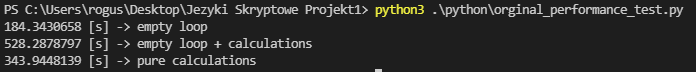 PS C:\Users\rogus\Desktop\Jezyki Skryptowe Projekt1> python3 .\python\orginal_performance_test.py
184.3430658 [s] -> empty loop
528.2878797 [s] -> empty loop + calculations
343.9448139 [s] -> pure calculations